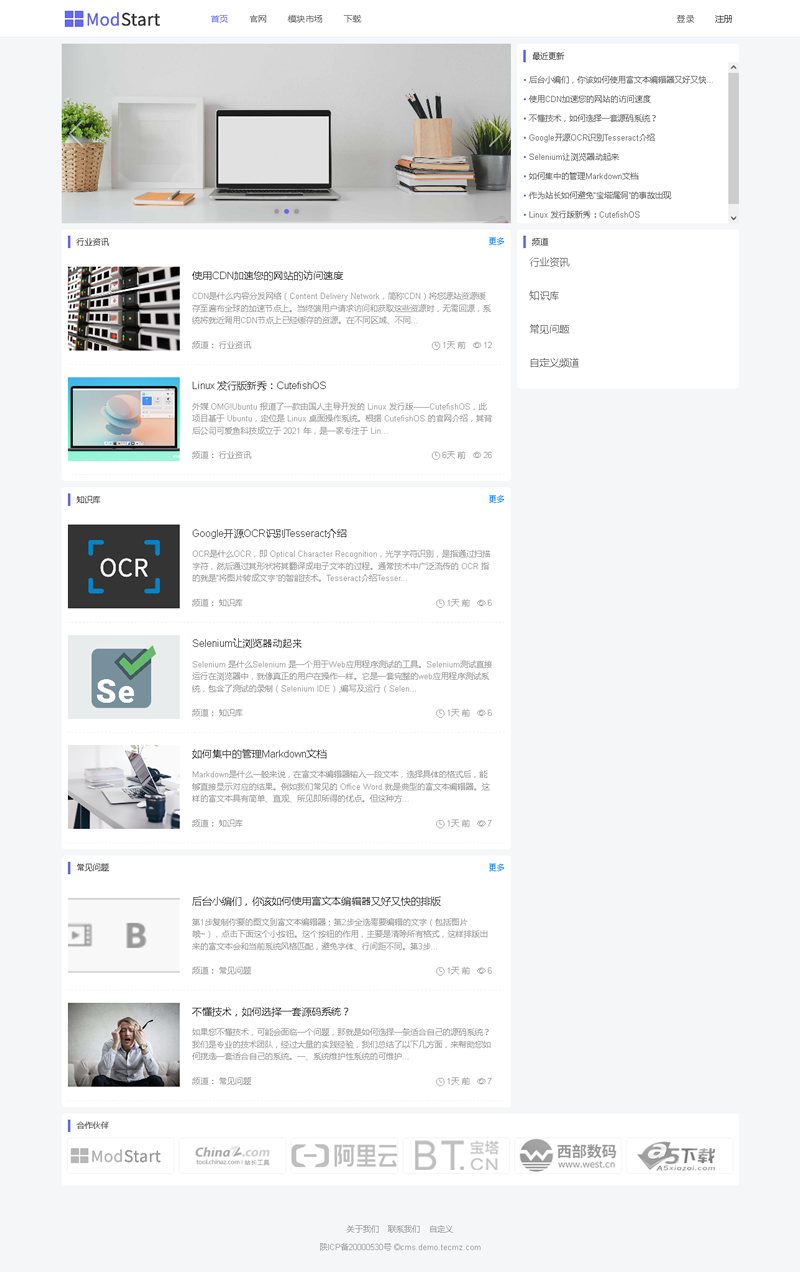 ModStart
首页 官网 模块市场 下载
登录 注册
最近更新
后台小编们，你该如何使用富文本编辑器又好又快...
使用CDN加速您的网站的访问速度
不懂技术，如何选择一套源码系统？
Google开源OCR识别Tesseract介绍
Selenium让浏览器动起来
如何集中的管理Markdown文档
作为站长如何避免"宝塔漏洞"的事故出现
Linux 发行版新秀：CutefishOS
行业资讯 更多
使用CDN加速您的网站的访问速度
CDN是什么内容分发网络（Content Delivery Network，简称CDN）将您源站资源缓
存至遍布全球的加速节点上。当终端用户请求访问和获取这些资源时，无需回源，系
统将就近调用CDN节点上已经缓存的资源。在不同区域、不同...
频道： 行业资讯 1天 前 12
Linux 发行版新秀：CutefishOS
外媒 OMG!Ubuntu 报道了一款由国人主导开发的 Linux 发行版——CutefishOS，此
项目基于 Ubuntu，定位是 Linux 桌面操作系统。根据 CutefishOS 的官网介绍，其背
后公司可爱鱼科技成立于 2021 年，是一家专注于 Lin...
频道： 行业资讯 6天 前 26
频道
行业资讯
知识库
常见问题
自定义频道
知识库 更多
OCR
Google开源OCR识别Tesseract介绍
OCR是什么OCR，即 Optical Character Recognition，光学字符识别，是指通过扫描
字符，然后通过其形状将其翻译成电子文本的过程。通常技术中广泛流传的 OCR 指
的就是"将图片转成文字"的智能技术。Tesseract介绍Tesser...
频道： 知识库 1天 前 6
Se
Selenium让浏览器动起来
Selenium 是什么Selenium 是一个用于Web应用程序测试的工具。Selenium测试直接
运行在浏览器中，就像真正的用户在操作一样。它是一套完整的web应用程序测试系
统，包含了测试的录制（Selenium IDE）,编写及运行（Selen...
频道： 知识库 1天 前 6
如何集中的管理Markdown文档
Markdown是什么一般来说，在富文本编辑器输入一段文本，选择具体的格式后，能
够直接显示对应的结果。例如我们常见的 Office Word 就是典型的富文本编辑器。这
样的富文本具有简单、直观、所见即所得的优点。但这种方...
频道： 知识库 1天 前 7
常见问题 更多
B
后台小编们，你该如何使用富文本编辑器又好又快的排版
第1步复制你要的图文到富文本编辑器；第2步全选需要编辑的文字（包括图片
哦~），点击下面这个小按钮。这个按钮的作用，主要是清除所有格式，这样排版出
来的富文本会和当前系统风格匹配，避免字体、行间距不同。第3步...
频道： 常见问题 1天 前 6
不懂技术，如何选择一套源码系统？
如果您不懂技术，可能会面临一个问题，那就是如何选择一条适合自己的源码系统？
我们是专业的技术团队，经过大量的实践经验，我们总结了以下几方面，来帮助您如
何挑选一套适合自己的系统。一、系统维护性系统的可维护...
频道： 常见问题 1天 前 7
合作伙伴
ModStart
ChinaZ.com
tool.chinaz.com | 站长工具
阿里云
BT.CN 宝塔
西部数码
www.west.cn
a5下载
A5xiazai.com
关于我们 联系我们 自定义
陕ICP备20000530号 ©cms.demo.tecmz.com